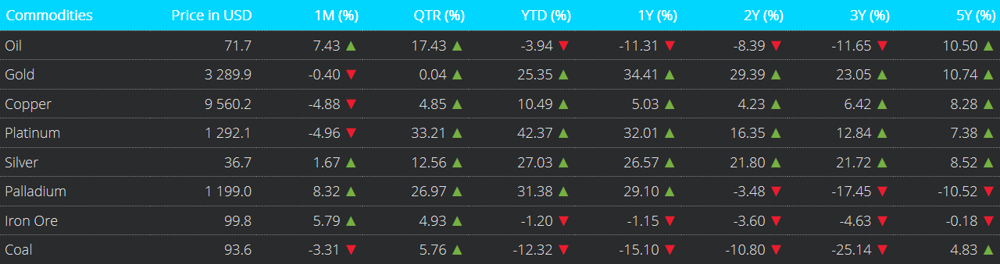 Commodities Price in USD 1M (%) QTR (%) YTD (%) 1Y (%) 2Y (%) 3Y (%) 5Y (%)
Oil 71.7 7.43 ▲ 17.43 ▲ -3.94 ▼ -11.31 ▼ -8.39 ▼ -11.65 ▼ 10.50 ▲
Gold 3 289.9 -0.40 ▼ 0.04 ▲ 25.35 ▲ 34.41 ▲ 29.39 ▲ 23.05 ▲ 10.74 ▲
Copper 9 560.2 -4.88 ▼ 4.85 ▲ 10.49 ▲ 5.03 ▲ 4.23 ▲ 6.42 ▲ 8.28 ▲
Platinum 1 292.1 -4.96 ▼ 33.21 ▲ 42.37 ▲ 32.01 ▲ 16.35 ▲ 12.84 ▲ 7.38 ▲
Silver 36.7 1.67 ▲ 12.56 ▲ 27.03 ▲ 26.57 ▲ 21.80 ▲ 21.72 ▲ 8.52 ▲
Palladium 1 199.0 8.32 ▲ 26.97 ▲ 31.38 ▲ 29.10 ▲ -3.48 ▼ -17.45 ▼ -10.52 ▼
Iron Ore 99.8 5.79 ▲ 4.93 ▲ -1.20 ▼ -1.15 ▼ -3.60 ▼ -4.63 ▼ -0.18 ▼
Coal 93.6 -3.31 ▼ 5.76 ▲ -12.32 ▼ -15.10 ▼ -10.80 ▼ -25.14 ▼ 4.83 ▲